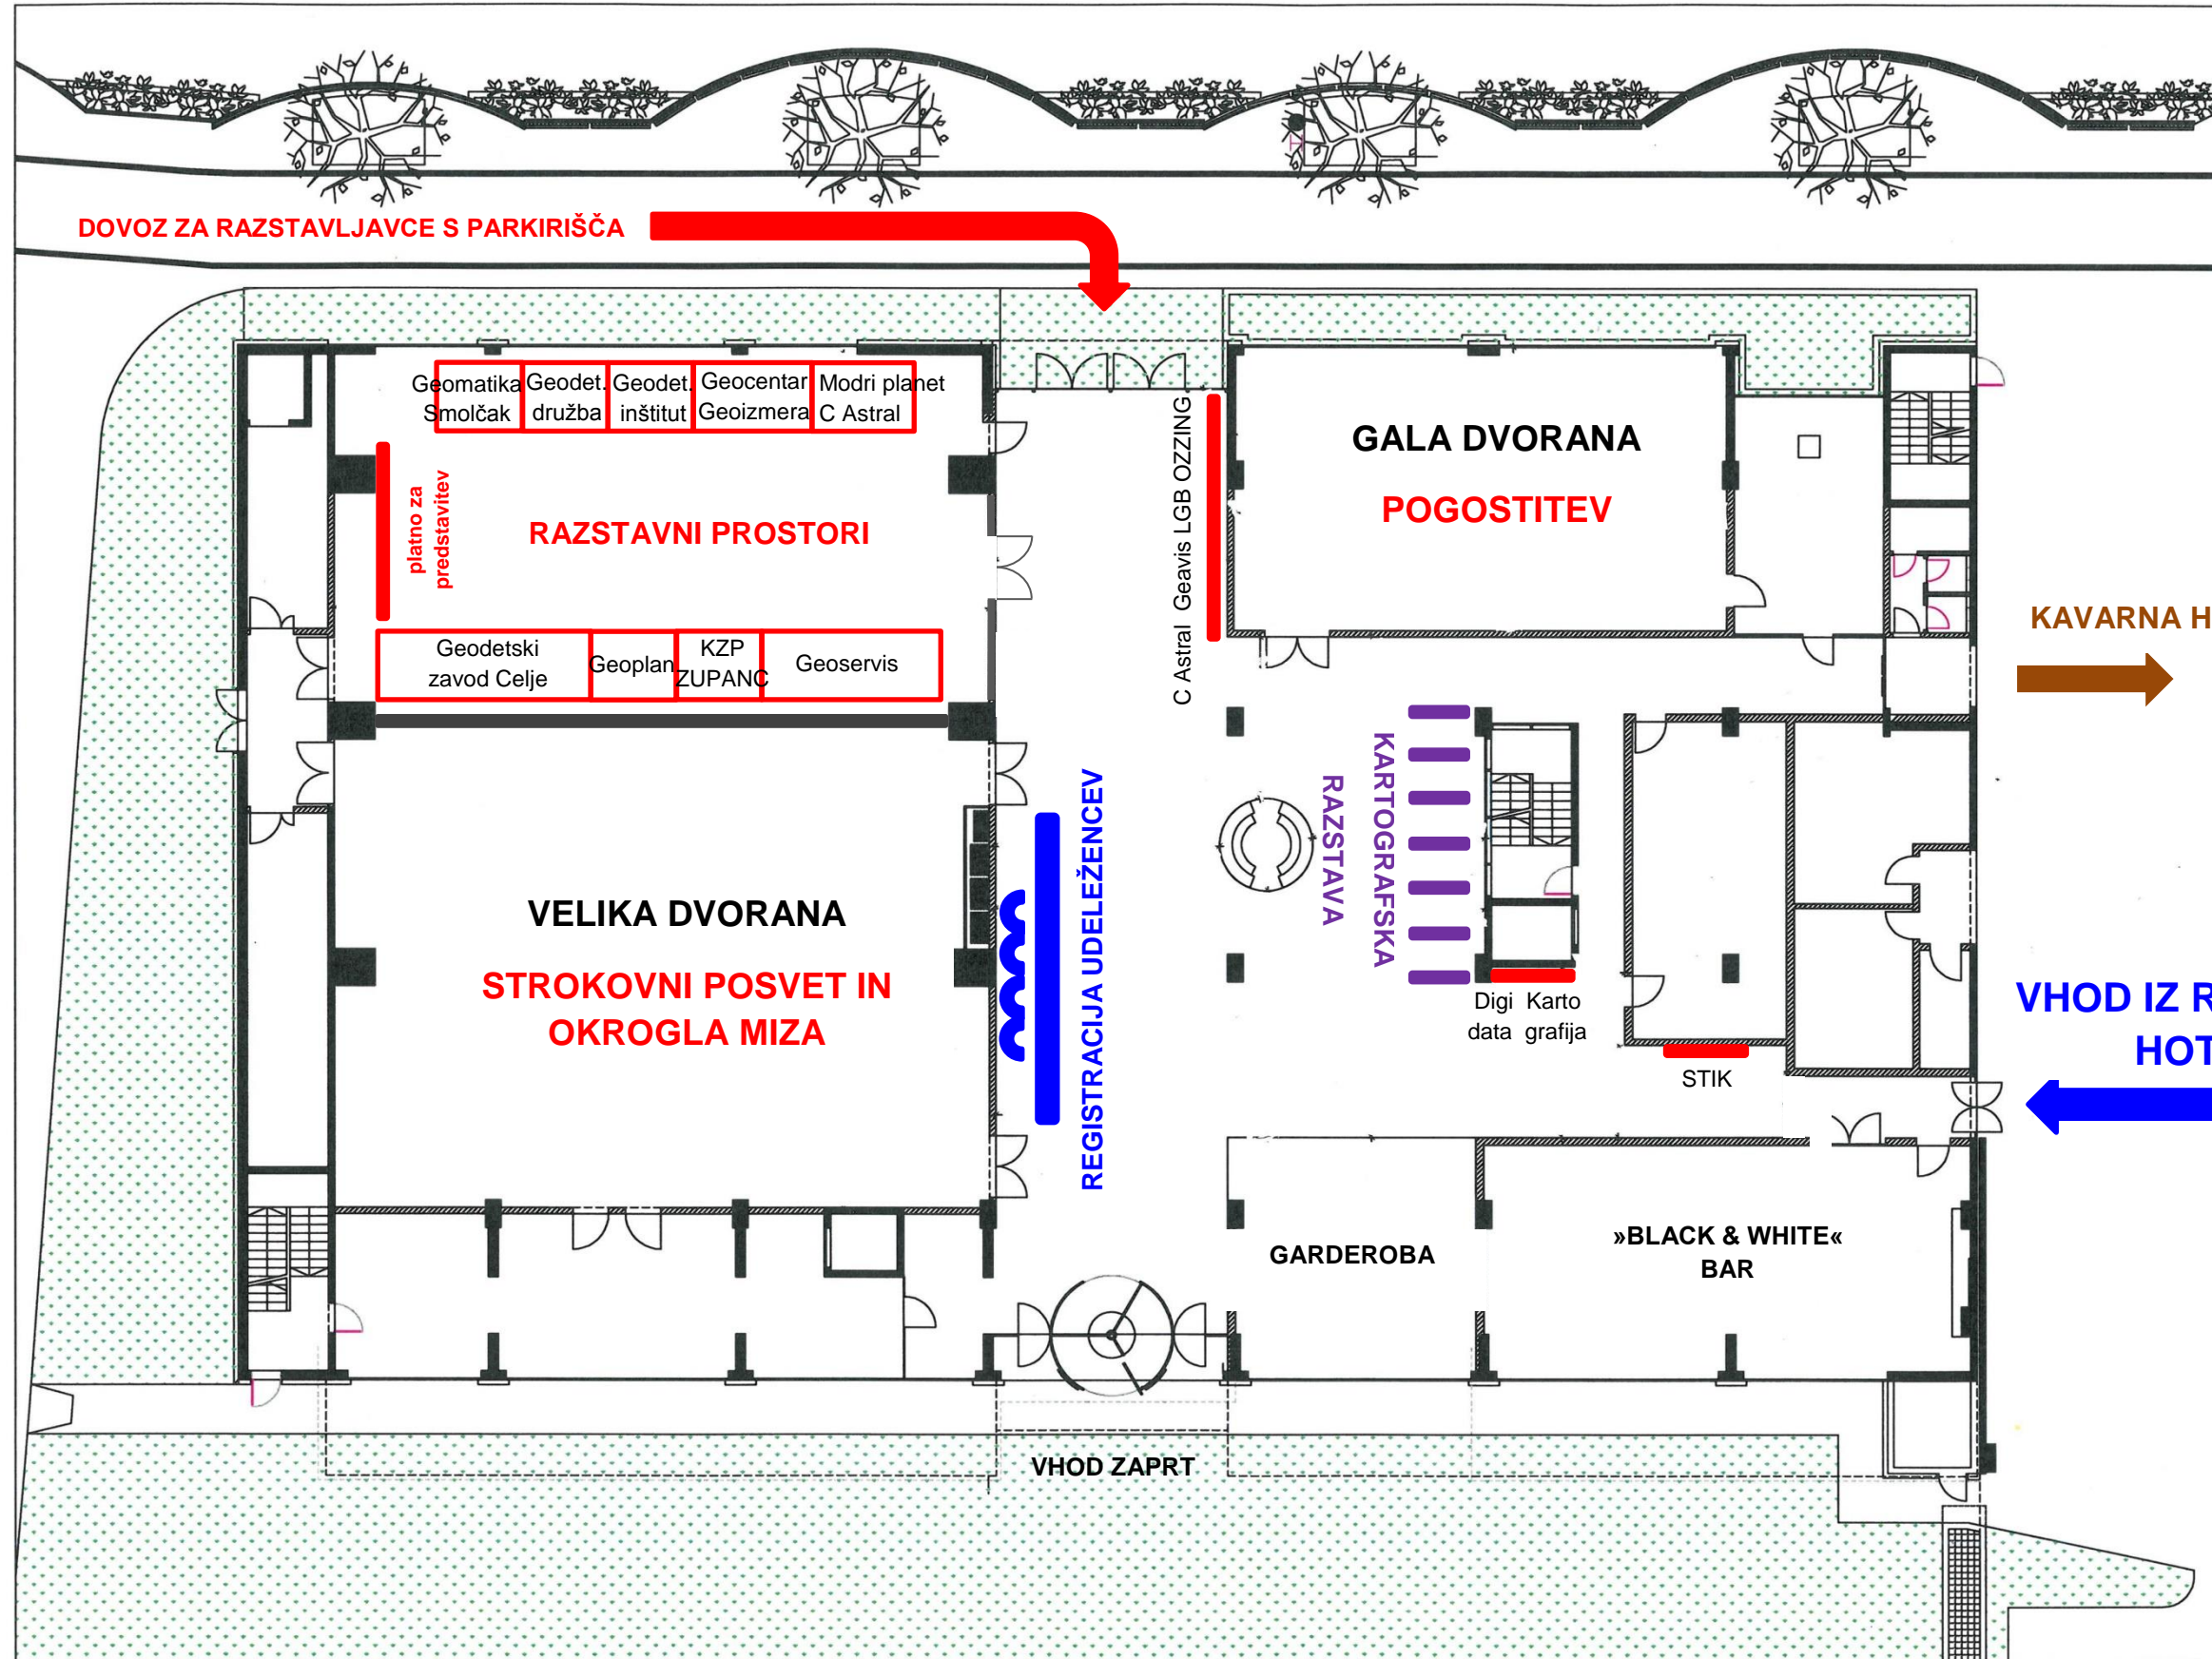 DOVOZ ZA RAZSTAVLJAVCE S PARKIRIŠČA
Geomatika
Smolčak
Geodet.
družba
Geodet.
inštitut
Geocentar
Geoizmera
Modri planet
C Astral
platno za
predstavitev
RAZSTAVNI PROSTORI
C Astral Geavis LGB OZZING
GALA DVORANA
POGOSTITEV
KAVARNA H
Geodetski
zavod Celje
Geoplan
KZP
ZUPANC
Geoservis
VELIKA DVORANA
STROKOVNI POSVET IN
OKROGLA MIZA
REGISTRACIJA UDELEŽENCEV
KARTOGRAFSKA
RAZSTAVA
Digi Karto
data grafija
STIK
VHOD IZ R
HOT
GARDEROBA
»BLACK & WHITE«
BAR
VHOD ZAPRT